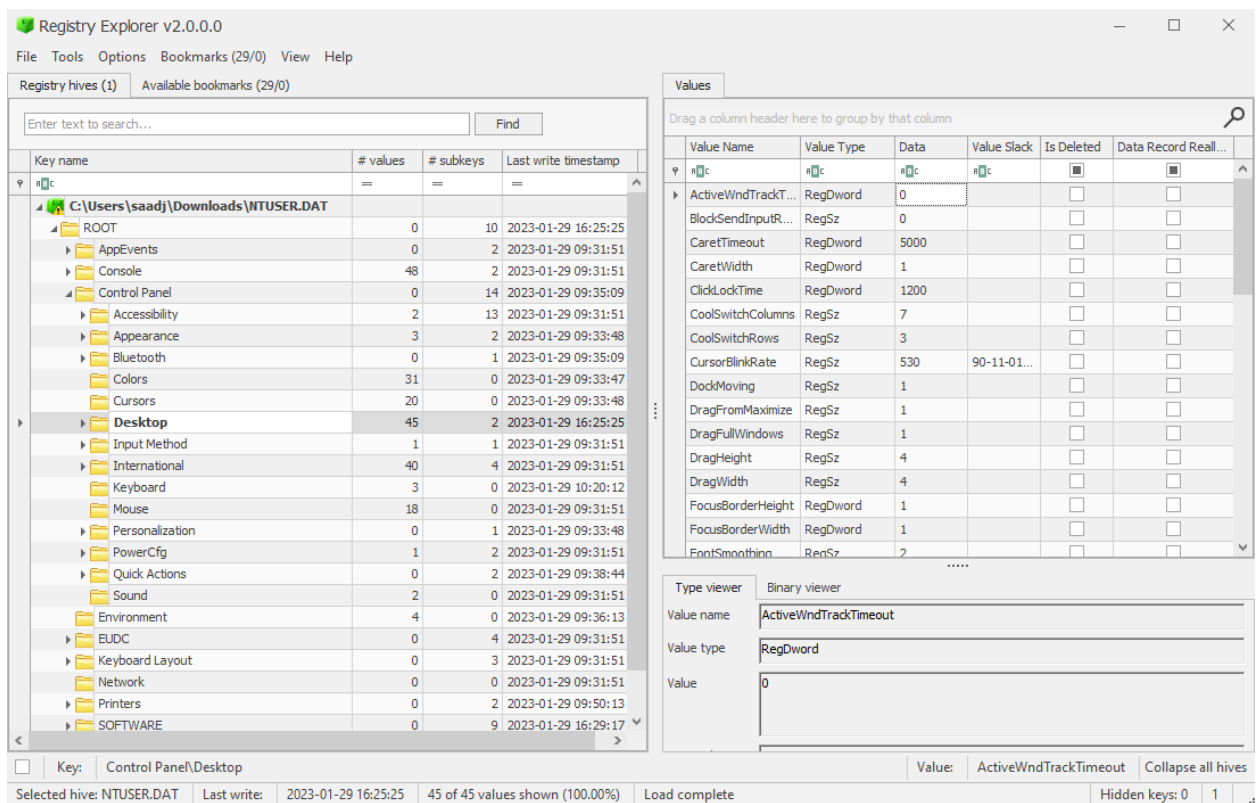 Registry Explorer v2.0.0.0
File Tools Options Bookmarks (29/0) View Help
Registry hives (1) Available bookmarks (29/0)
Enter text to search... Find
Key name # values # subkeys Last write timestamp
= = =
C:\Users\saadj\Downloads\NTUSER.DAT
ROOT 0 10 2023-01-29 16:25:25
AppEvents 0 2 2023-01-29 09:31:51
Console 48 2 2023-01-29 09:31:51
Control Panel 0 14 2023-01-29 09:35:09
Accessibility 2 13 2023-01-29 09:31:51
Appearance 3 2 2023-01-29 09:33:48
Bluetooth 0 1 2023-01-29 09:35:09
Colors 31 0 2023-01-29 09:33:47
Cursors 20 0 2023-01-29 09:33:48
Desktop 45 2 2023-01-29 16:25:25
Input Method 1 1 2023-01-29 09:31:51
International 40 4 2023-01-29 09:31:51
Keyboard 3 0 2023-01-29 10:20:12
Mouse 18 0 2023-01-29 09:31:51
Personalization 0 1 2023-01-29 09:33:48
PowerCfg 1 2 2023-01-29 09:31:51
Quick Actions 0 2 2023-01-29 09:38:44
Sound 2 0 2023-01-29 09:31:51
Environment 4 0 2023-01-29 09:36:13
EUDC 0 4 2023-01-29 09:31:51
Keyboard Layout 0 3 2023-01-29 09:31:51
Network 0 0 2023-01-29 09:31:51
Printers 0 2 2023-01-29 09:50:13
SOFTWARE 0 9 2023-01-29 16:29:17
Values
Drag a column header here to group by that column
Value Name Value Type Data Value Slack Is Deleted Data Record Reall...
ActiveWndTrackT... RegDword 0
BlockSendInputR... RegSz 0
CaretTimeout RegDword 5000
CaretWidth RegDword 1
ClickLockTime RegDword 1200
CoolSwitchColumns RegSz 7
CoolSwitchRows RegSz 3
CursorBlinkRate RegSz 530 90-11-01...
DockMoving RegSz 1
DragFromMaximize RegSz 1
DragFullWindows RegSz 1
DragHeight RegSz 4
DragWidth RegSz 4
FocusBorderHeight RegDword 1
FocusBorderWidth RegDword 1
FontSmoothing RegSz 2
Type viewer Binary viewer
Value name ActiveWndTrackTimeout
Value type RegDword
Value 0
Key: Control Panel\Desktop Value: ActiveWndTrackTimeout Collapse all hives
Selected hive: NTUSER.DAT Last write: 2023-01-29 16:25:25 45 of 45 values shown (100.00%) Load complete Hidden keys: 0 1